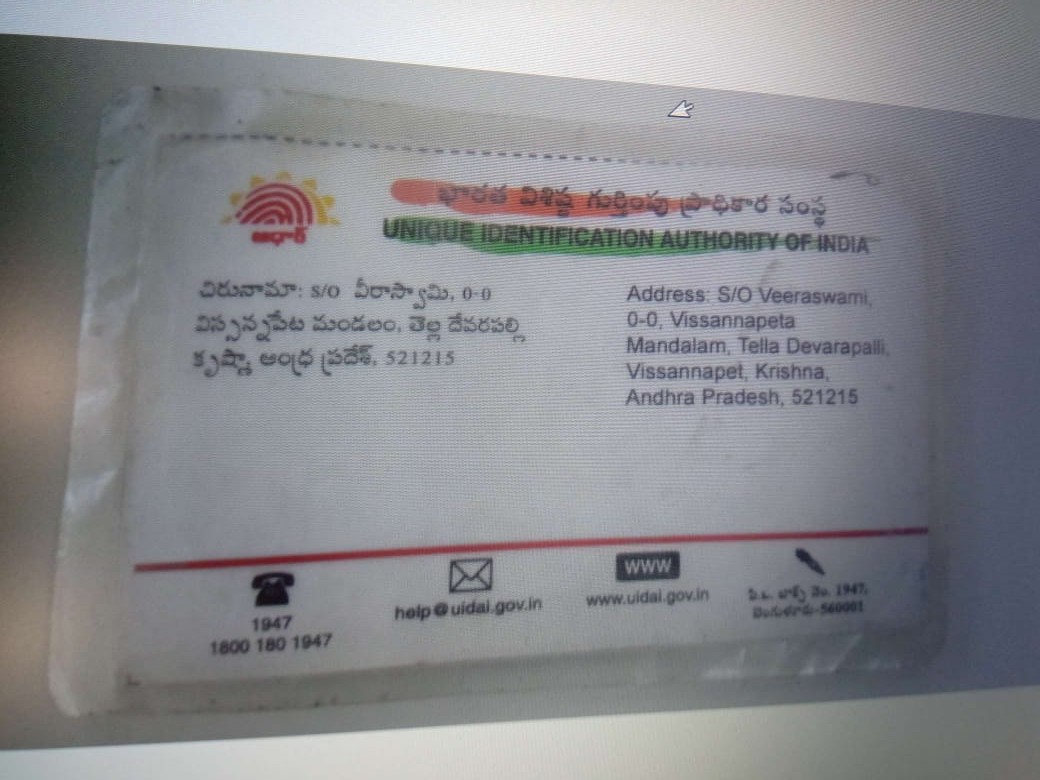 భారత విశిష్ట గుర్తింపు ప్రాధికార సంస్థ
UNIQUE IDENTIFICATION AUTHORITY OF INDIA
ఆధార్
చిరునామా: S/O వీరాస్వామి, 0-0
విస్సన్నపేట మండలం, తెల్ల దేవరపల్లి
కృష్ణా, ఆంధ్ర ప్రదేశ్, 521215
Address: S/O Veeraswami,
0-0, Vissannapeta
Mandalam, Tella Devarapalli,
Vissannapet, Krishna,
Andhra Pradesh, 521215
1947
1800 180 1947
help@uidai.gov.in
WWW
www.uidai.gov.in
పి.ఒ. బాక్స్ నెం. 1947,
బెంగుళూరు-560001